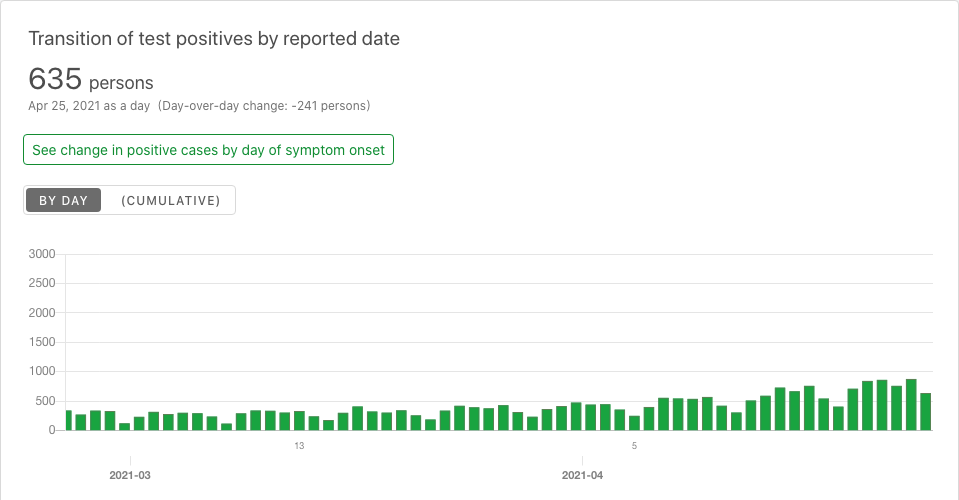 Transition of test positives by reported date
635 persons
Apr 25, 2021 as a day (Day-over-day change: -241 persons)
See change in positive cases by day of symptom onset
BY DAY (CUMULATIVE)
3000
2500
2000
1500
1000
500
0
13 5
2021-03 2021-04